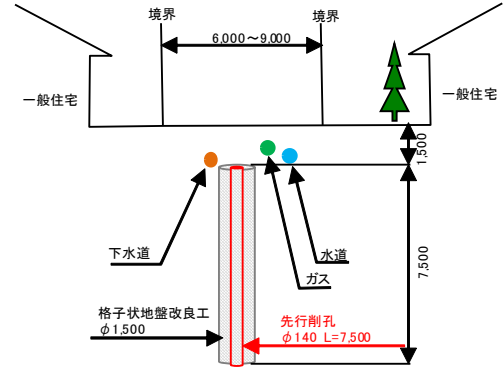 境界
境界
6,000～9,000
一般住宅
一般住宅
1,500
下水道
水道
ガス
7,500
格子状地盤改良工
φ1,500
先行削孔
φ140 L=7,500